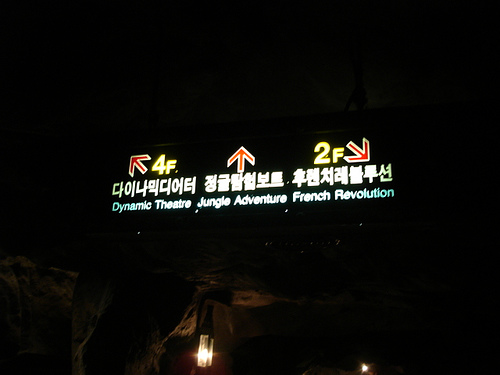 4F 2F
다이나믹디어터 정글탐험보트 후렌치레볼루션
Dynamic Theatre Jungle Adventure French Revolution